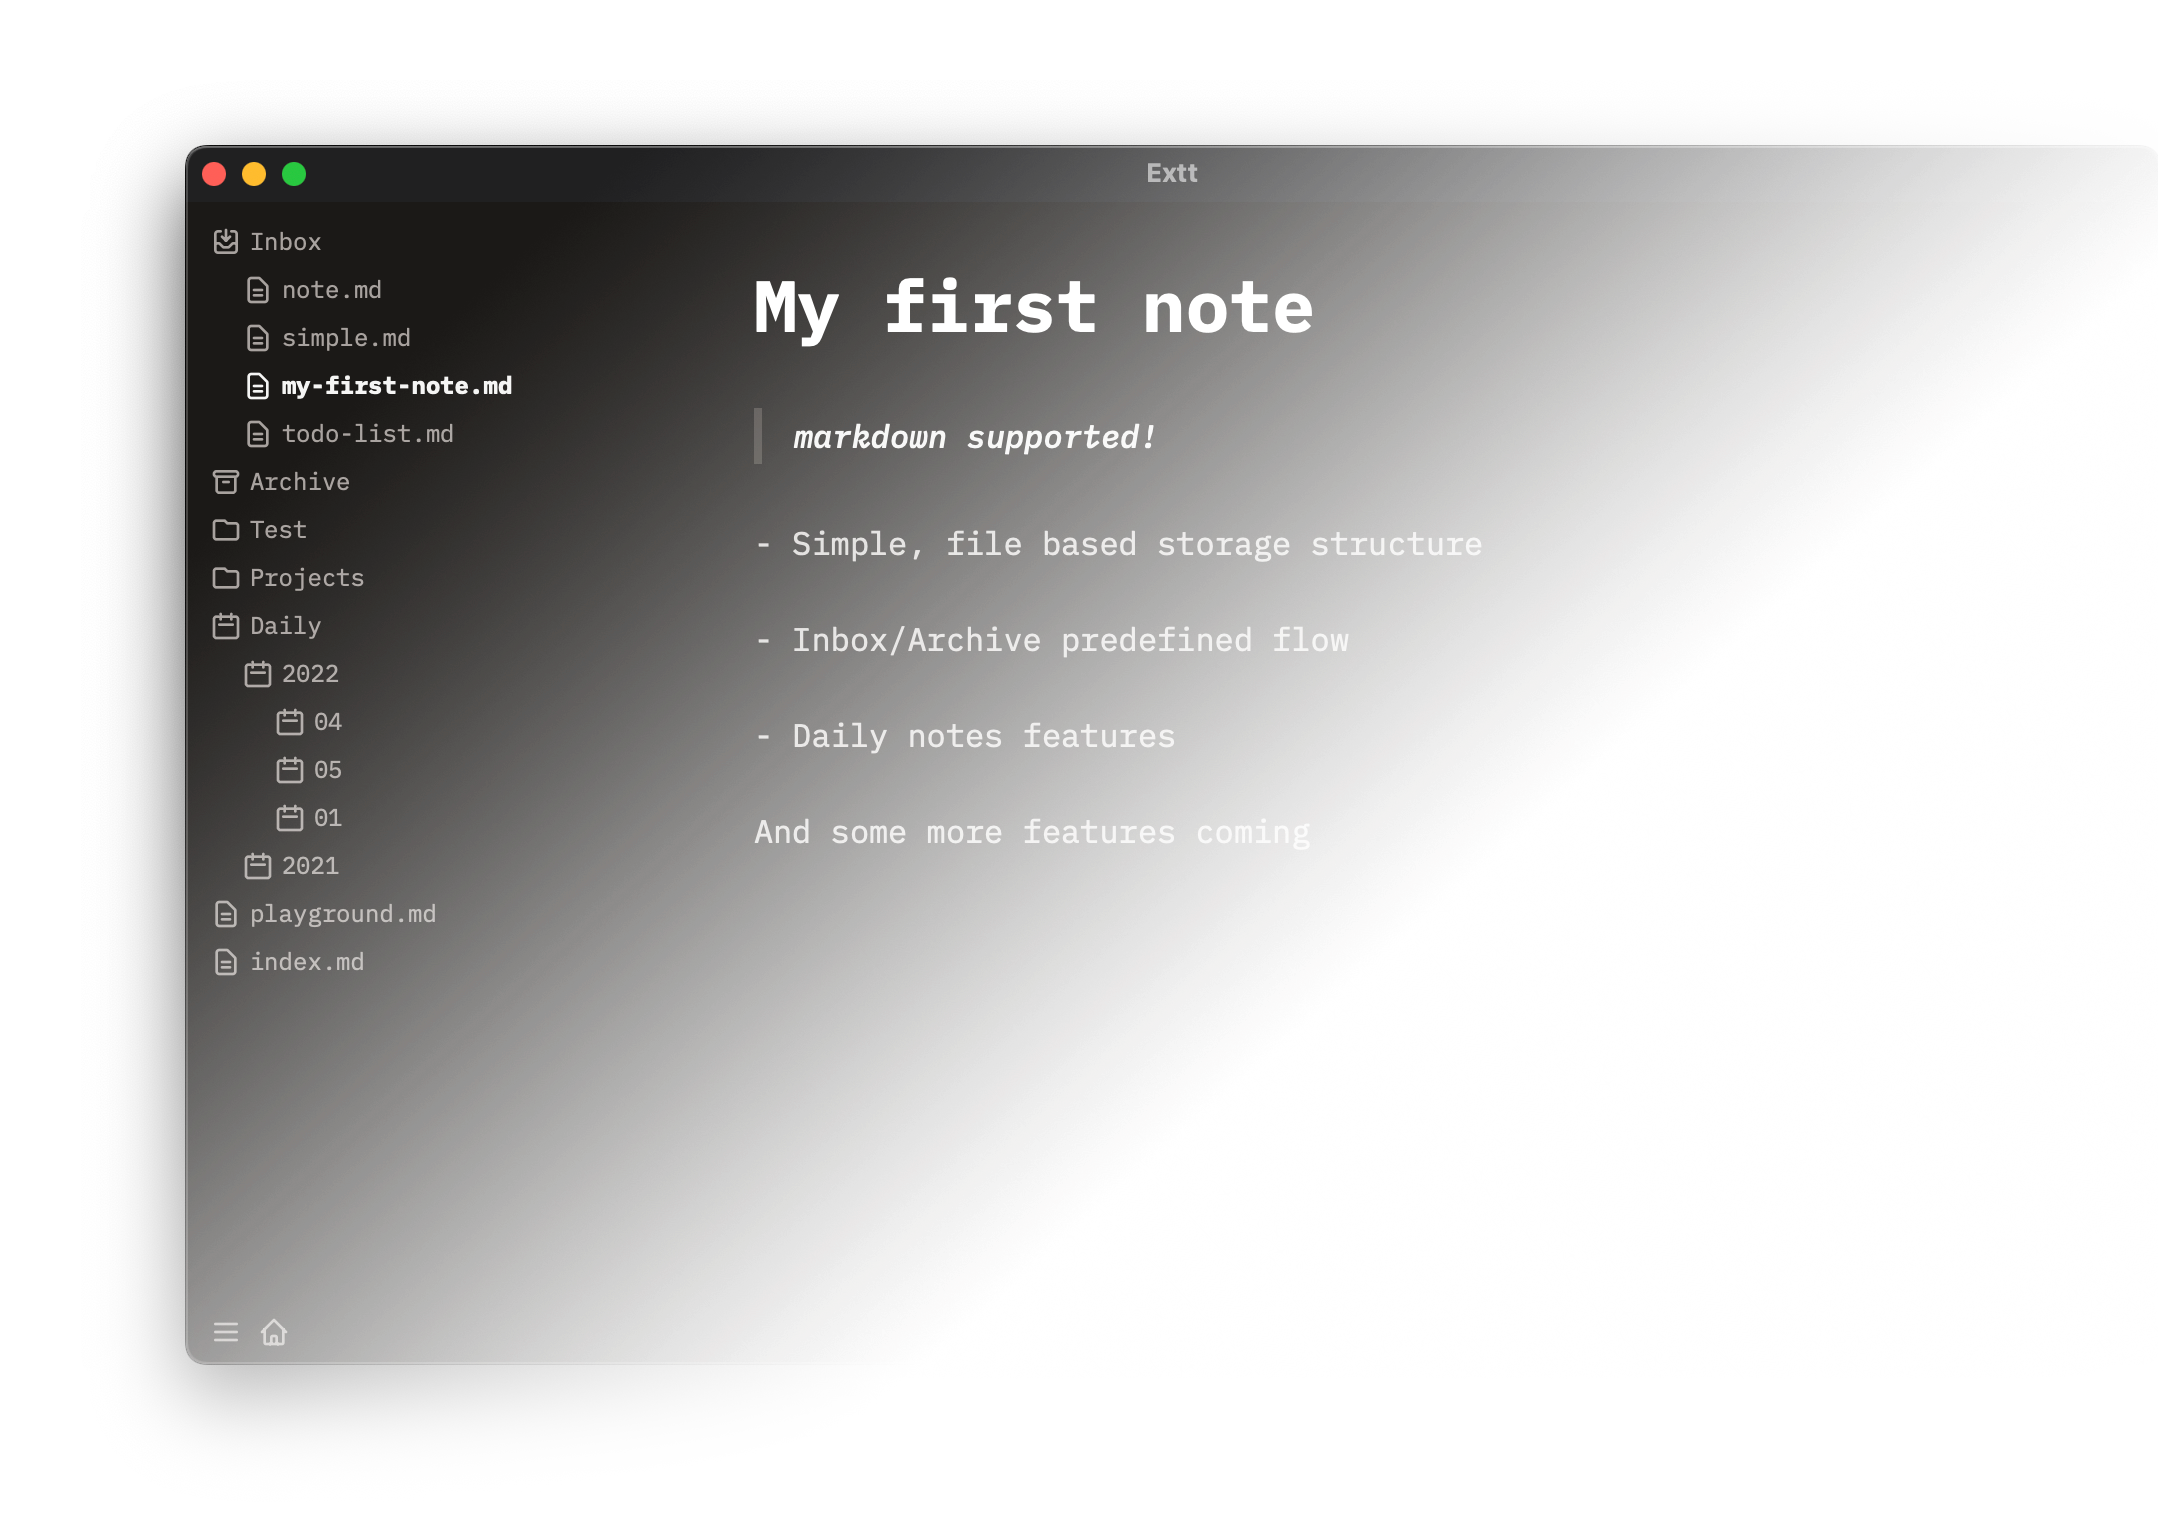 Extt
Inbox
note.md
simple.md
my-first-note.md
todo-list.md
Archive
Test
Projects
Daily
2022
04
05
01
2021
playground.md
index.md
My first note
markdown supported!
- Simple, file based storage structure
- Inbox/Archive predefined flow
- Daily notes features
And some more features coming